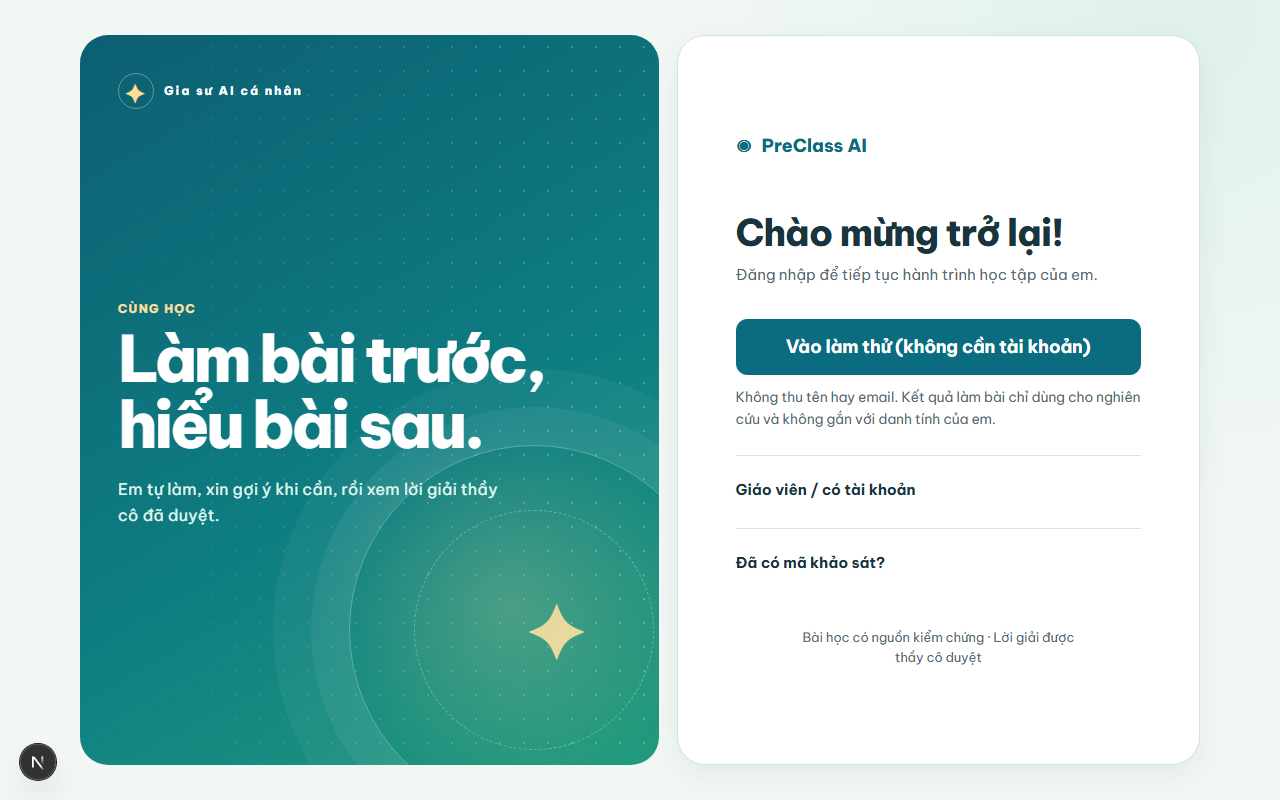 Gia sư AI cá nhân
CÙNG HỌC
Làm bài trước,
hiểu bài sau.
Em tự làm, xin gợi ý khi cần, rồi xem lời giải thầy
cô đã duyệt.
PreClass AI
Chào mừng trở lại!
Đăng nhập để tiếp tục hành trình học tập của em.
Vào làm thử (không cần tài khoản)
Không thu tên hay email. Kết quả làm bài chỉ dùng cho nghiên
cứu và không gắn với danh tính của em.
Giáo viên / có tài khoản
Đã có mã khảo sát?
Bài học có nguồn kiểm chứng · Lời giải được
thầy cô duyệt
N